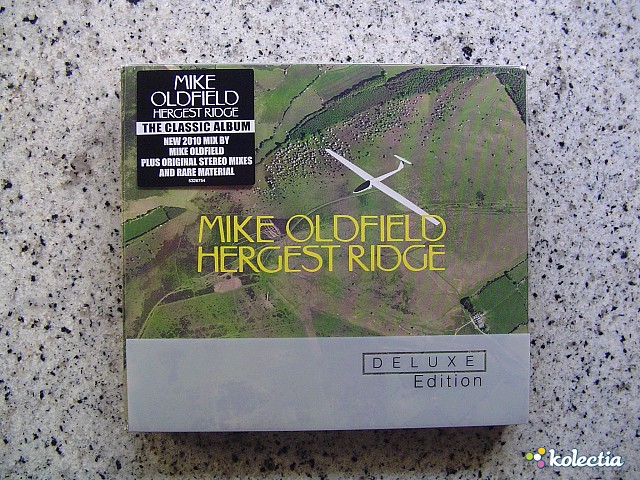 MIKE
OLDFIELD
HERGEST RIDGE
THE CLASSIC ALBUM
NEW 2010 MIX BY
MIKE OLDFIELD
PLUS ORIGINAL STEREO MIXES
AND RARE MATERIAL
5326754
MIKE OLDFIELD
HERGEST RIDGE
DELUXE
Edition
kolectia